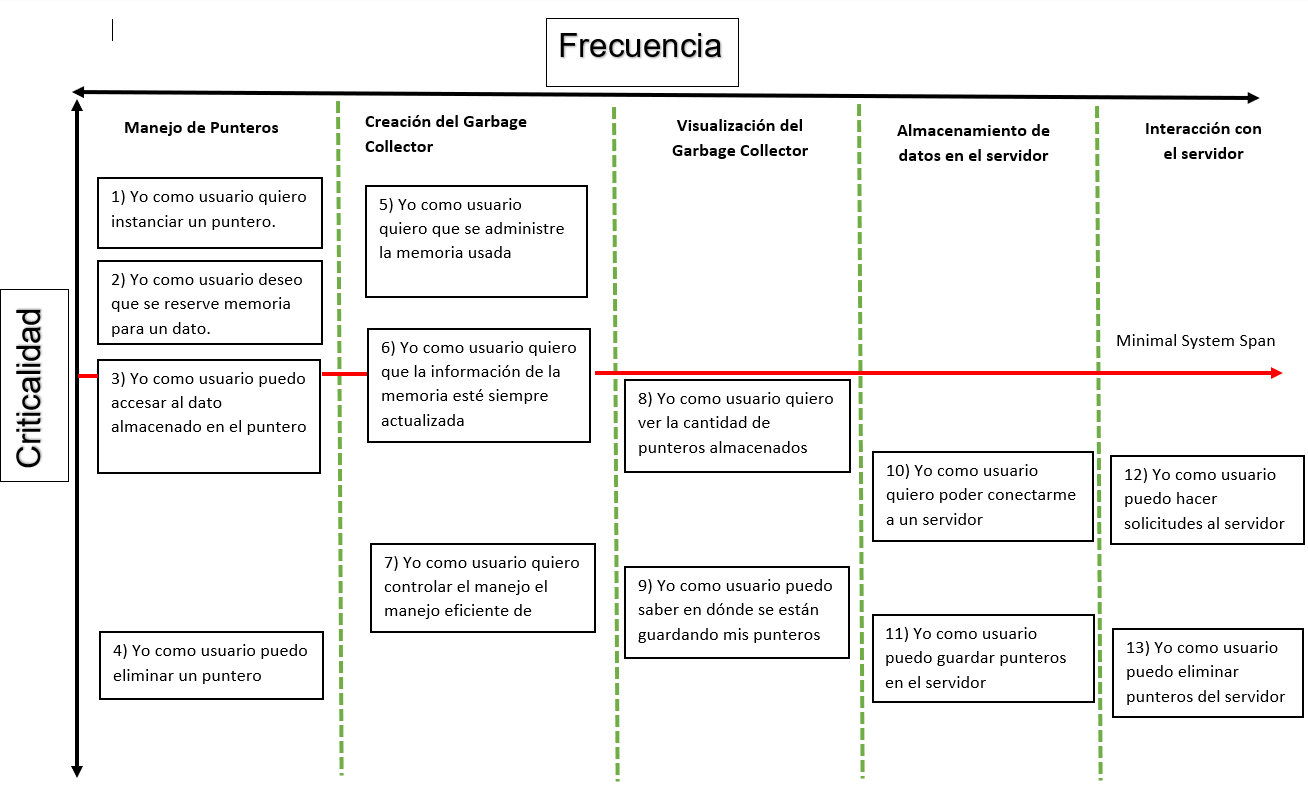 Frecuencia
Criticalidad
Manejo de Punteros
1) Yo como usuario quiero
instanciar un puntero.
2) Yo como usuario deseo
que se reserve memoria
para un dato.
3) Yo como usuario puedo
accesar al dato
almacenado en el puntero
4) Yo como usuario puedo
eliminar un puntero
Creación del Garbage
Collector
5) Yo como usuario
quiero que se administre
la memoria usada
6) Yo como usuario quiero
que la información de la
memoria esté siempre
actualizada
7) Yo como usuario quiero
controlar el manejo el
manejo eficiente de
Visualización del
Garbage Collector
8) Yo como usuario quiero
ver la cantidad de
punteros almacenados
9) Yo como usuario puedo
saber en dónde se están
guardando mis punteros
Almacenamiento de
datos en el servidor
10) Yo como usuario
quiero poder conectarme
a un servidor
11) Yo como usuario
puedo guardar punteros
en el servidor
Interacción con
el servidor
Minimal System Span
12) Yo como usuario
puedo hacer
solicitudes al servidor
13) Yo como usuario
puedo eliminar
punteros del servidor